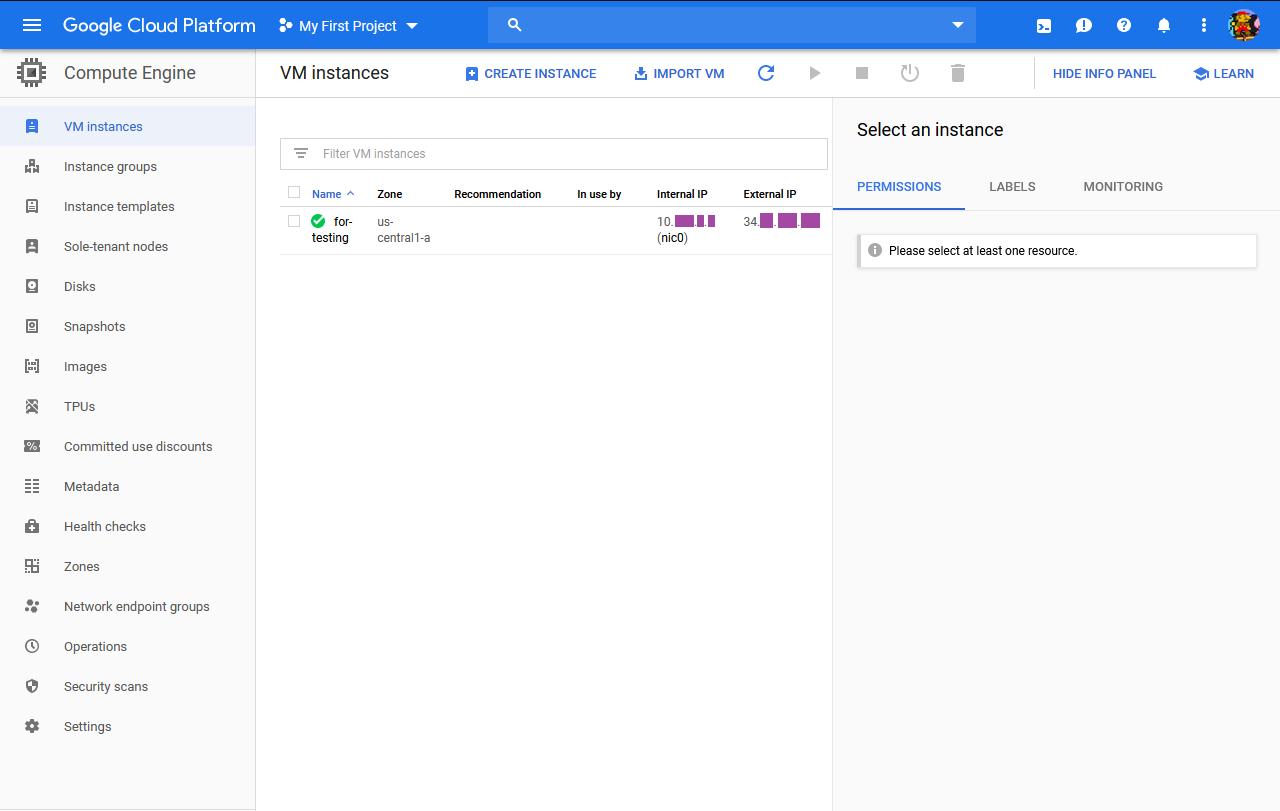 Google Cloud Platform My First Project
Compute Engine
VM instances CREATE INSTANCE IMPORT VM HIDE INFO PANEL LEARN
VM instances
Instance groups
Instance templates
Sole-tenant nodes
Disks
Snapshots
Images
TPUs
Committed use discounts
Metadata
Health checks
Zones
Network endpoint groups
Operations
Security scans
Settings
Filter VM instances
Name Zone Recommendation In use by Internal IP External IP
for- us- 10. . . 34. . .
testing central1-a (nic0)
Select an instance
PERMISSIONS LABELS MONITORING
Please select at least one resource.